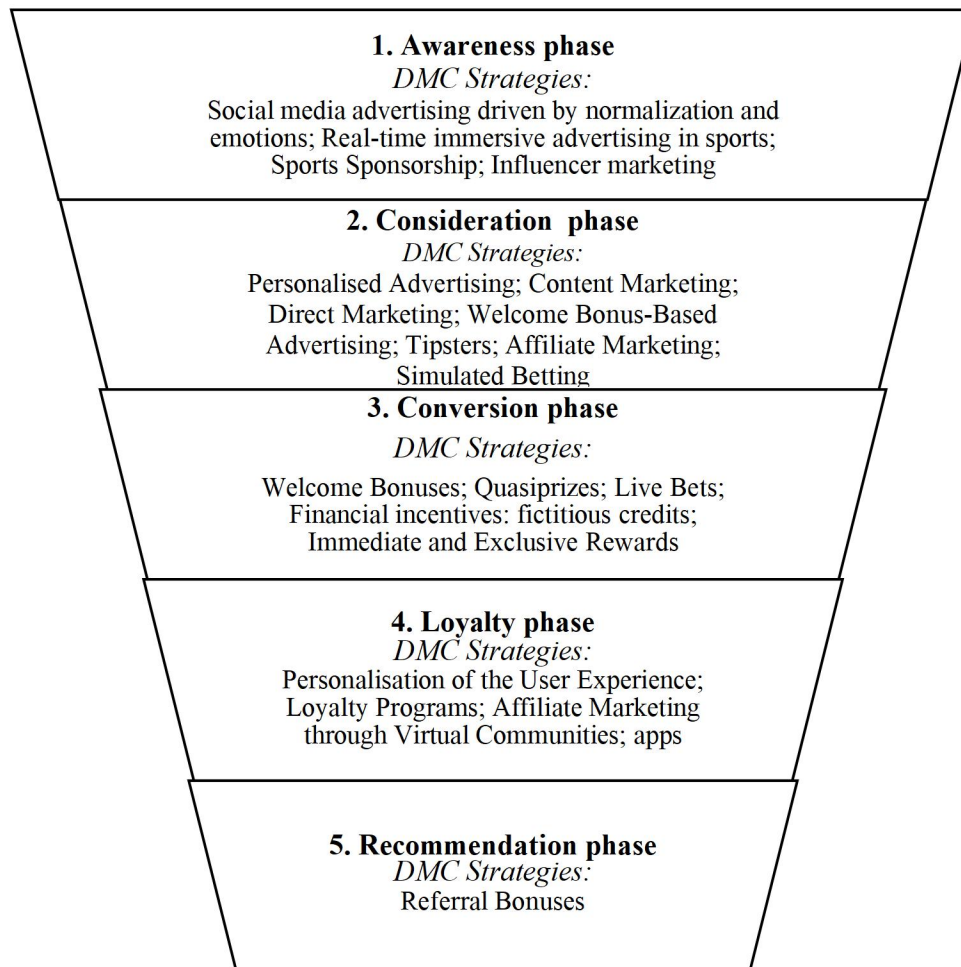 1. Awareness phase
DMC Strategies:
Social media advertising driven by normalization and
emotions; Real-time immersive advertising in sports;
Sports Sponsorship; Influencer marketing
2. Consideration phase
DMC Strategies:
Personalised Advertising; Content Marketing;
Direct Marketing; Welcome Bonus-Based
Advertising; Tipsters; Affiliate Marketing;
Simulated Betting
3. Conversion phase
DMC Strategies:
Welcome Bonuses; Quasiprizes; Live Bets;
Financial incentives: fictitious credits;
Immediate and Exclusive Rewards
4. Loyalty phase
DMC Strategies:
Personalisation of the User Experience;
Loyalty Programs; Affiliate Marketing
through Virtual Communities; apps
5. Recommendation phase
DMC Strategies:
Referral Bonuses